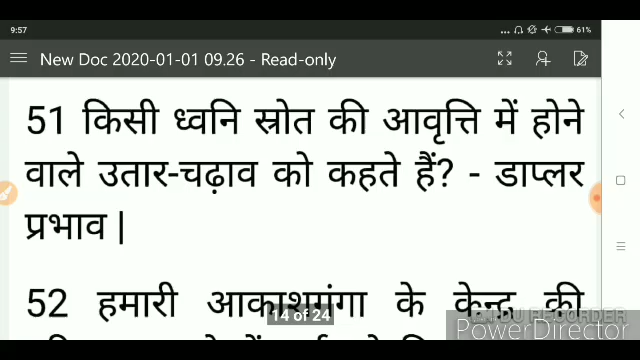 9:57
... 61%
New Doc 2020-01-01 09.26 - Read-only
51 किसी ध्वनि स्रोत की आवृत्ति में होने
वाले उतार-चढ़ाव को कहते हैं? - डाप्लर
प्रभाव |
52 हमारी आकाशगंगा के केन्द्र की
14 of 24
RECORDER
PowerDirector